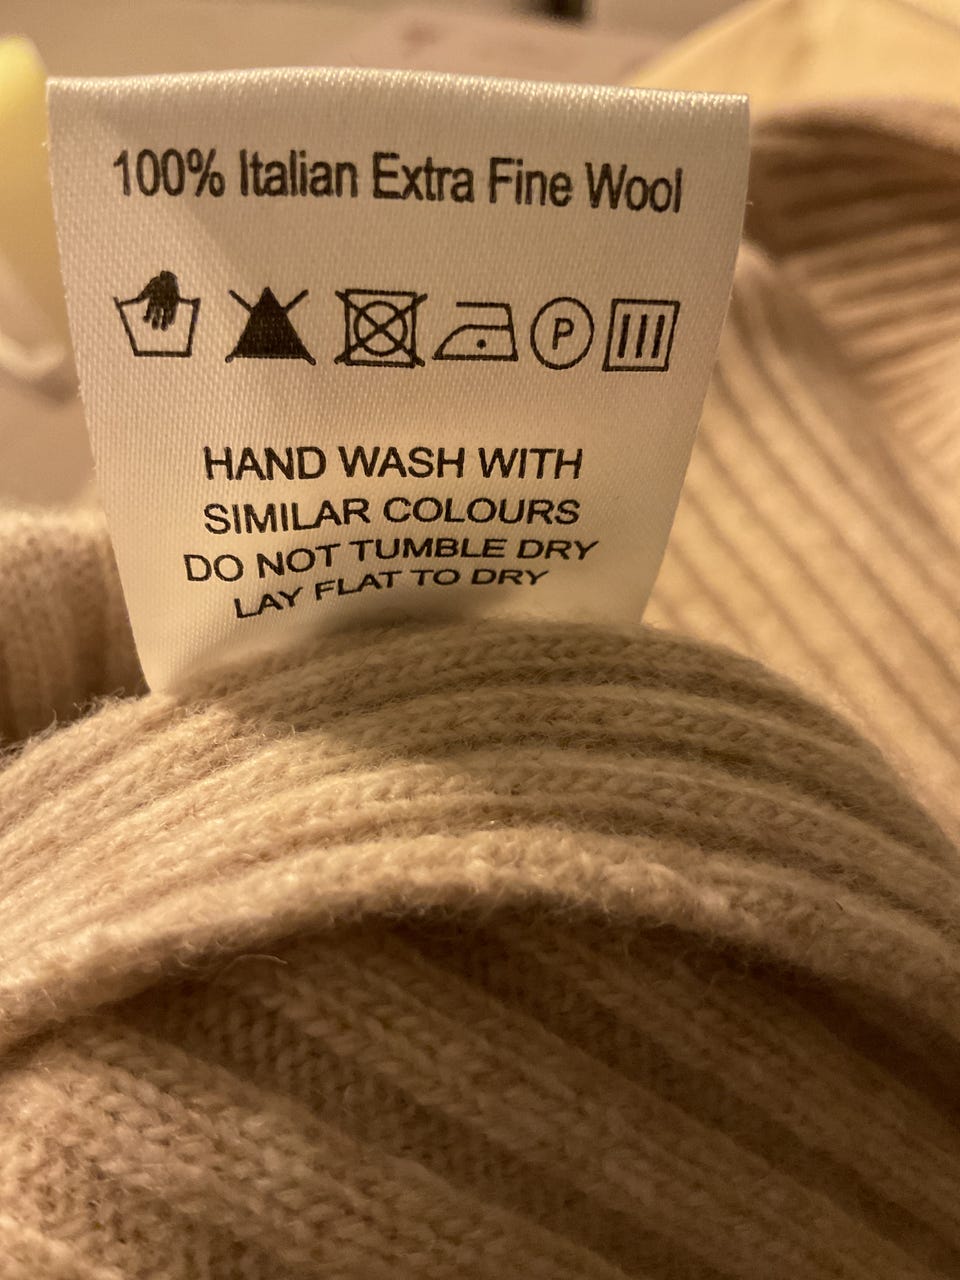 100% Italian Extra Fine Wool
P
HAND WASH WITH
SIMILAR COLOURS
DO NOT TUMBLE DRY
LAY FLAT TO DRY